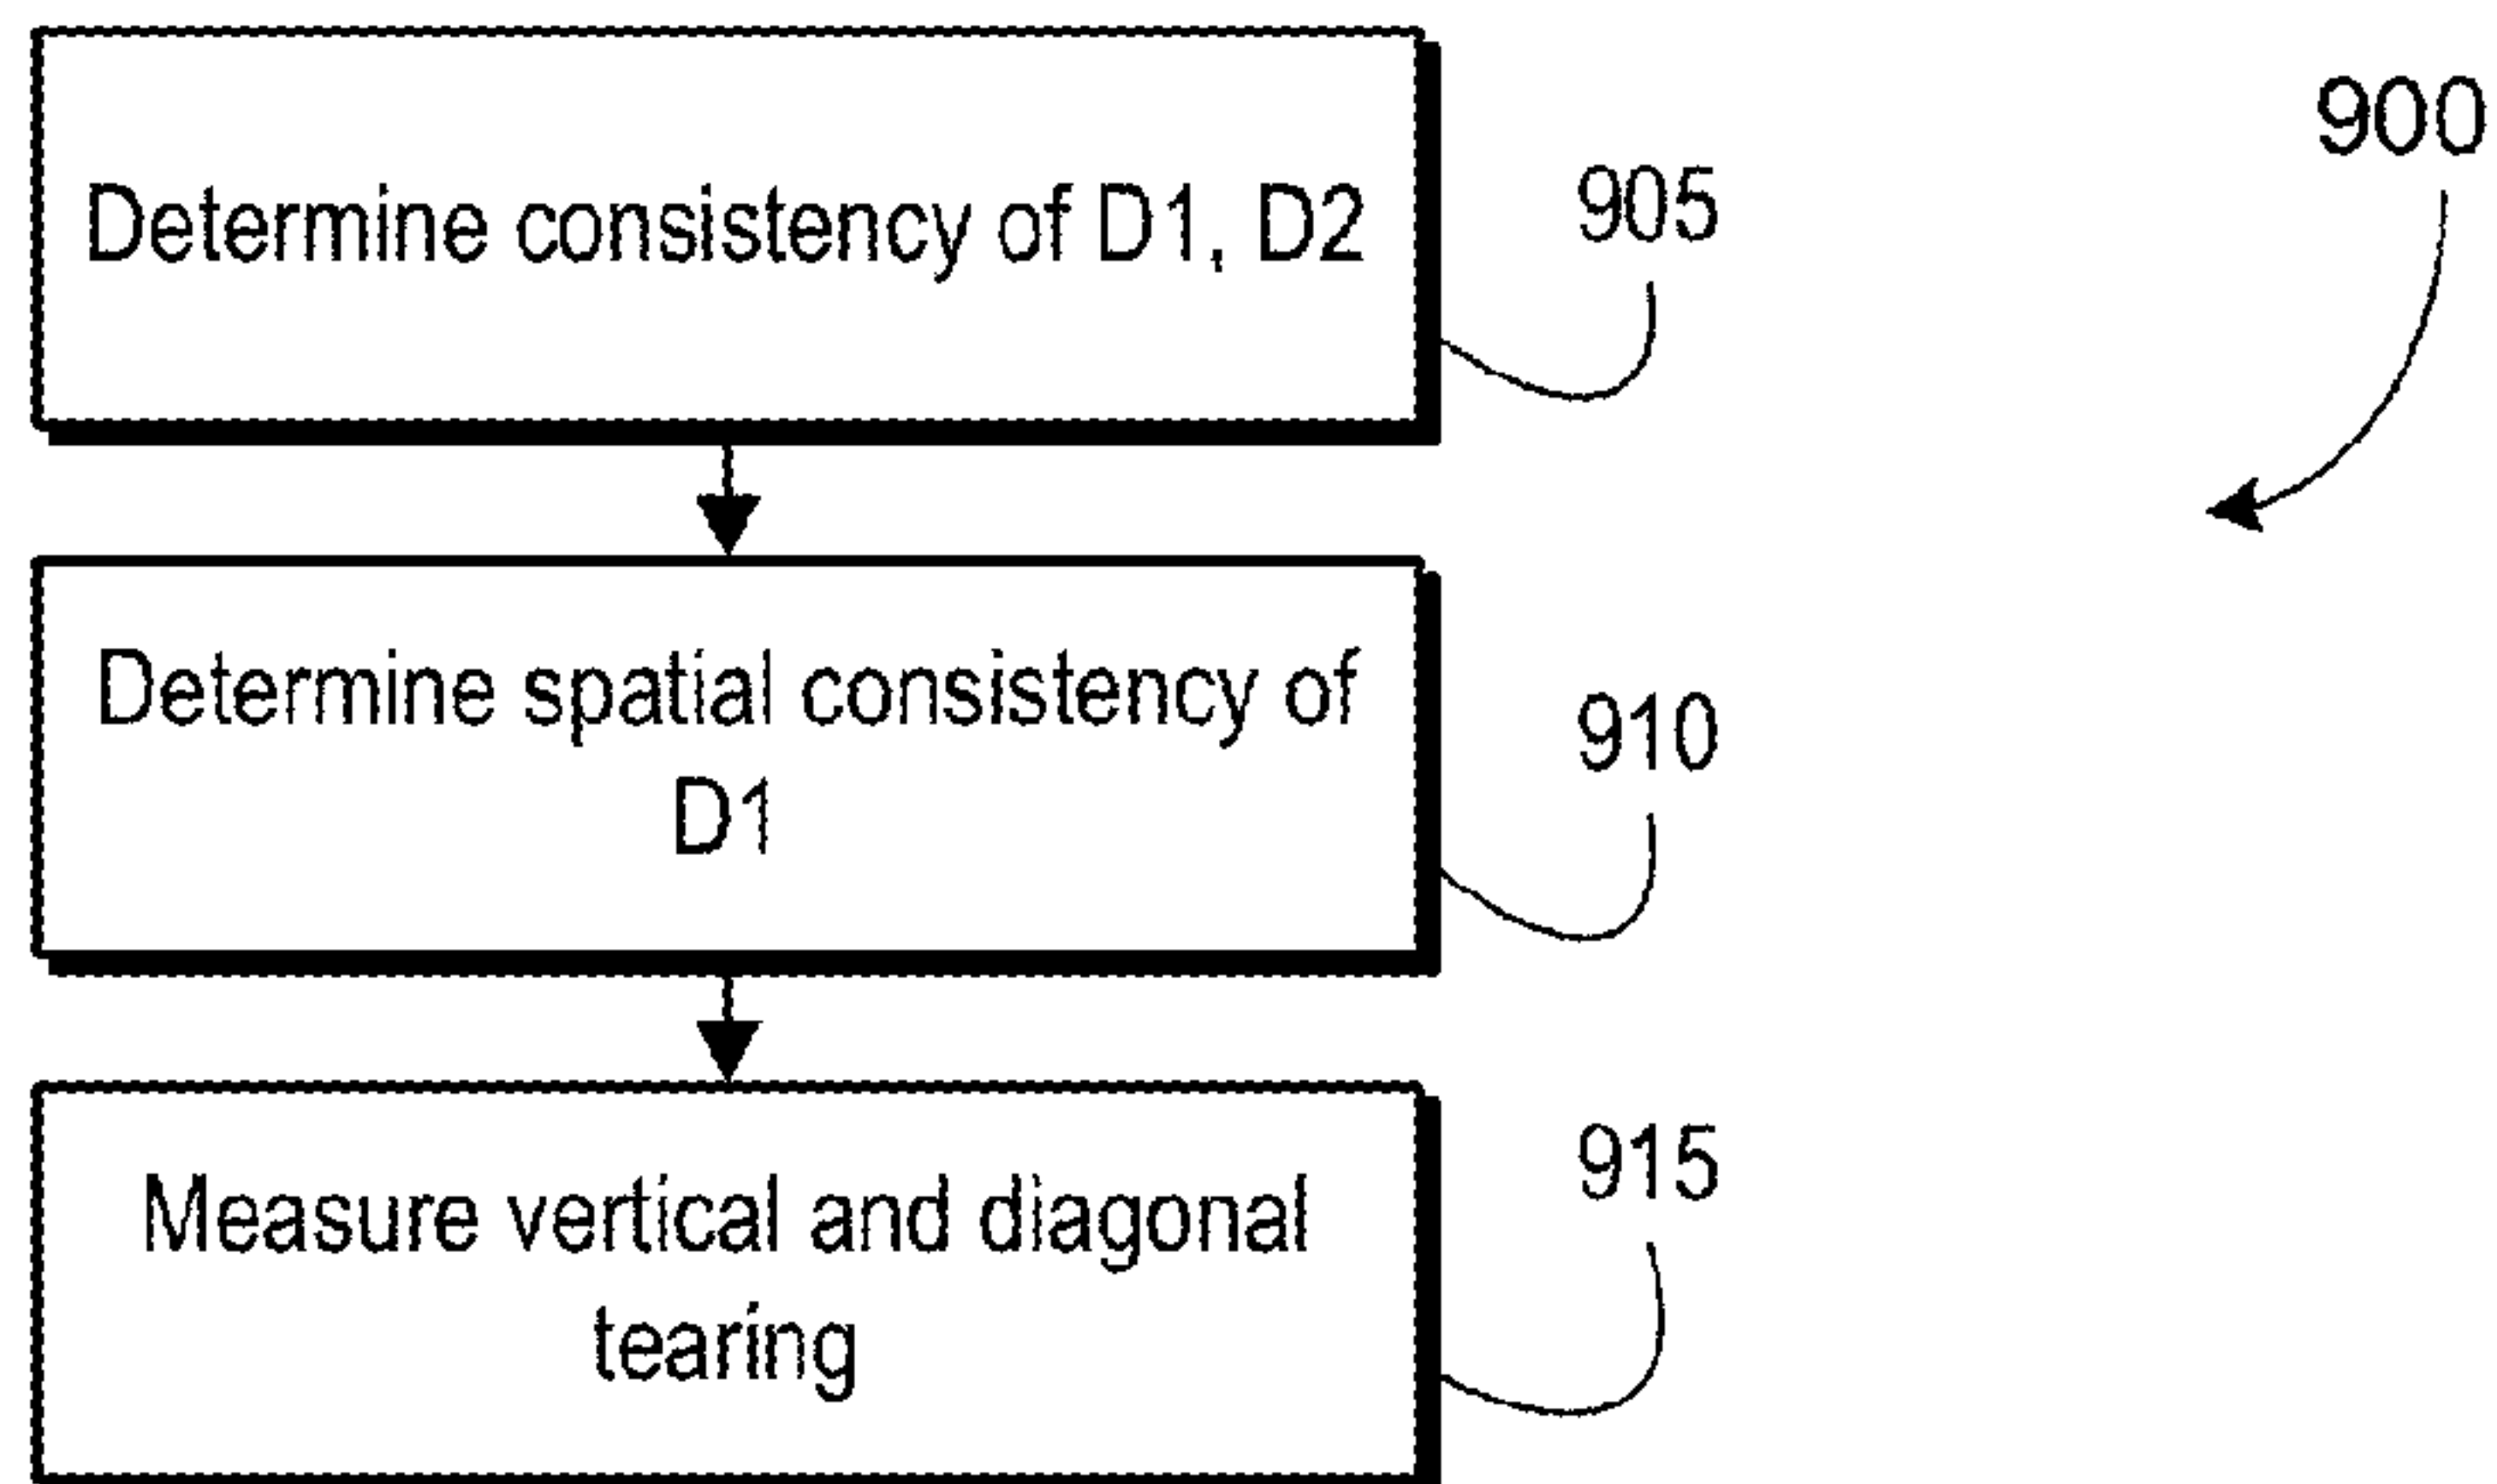 900
Determine consistency of D1, D2
905
Determine spatial consistency of
D1
910
Measure vertical and diagonal
tearing
915